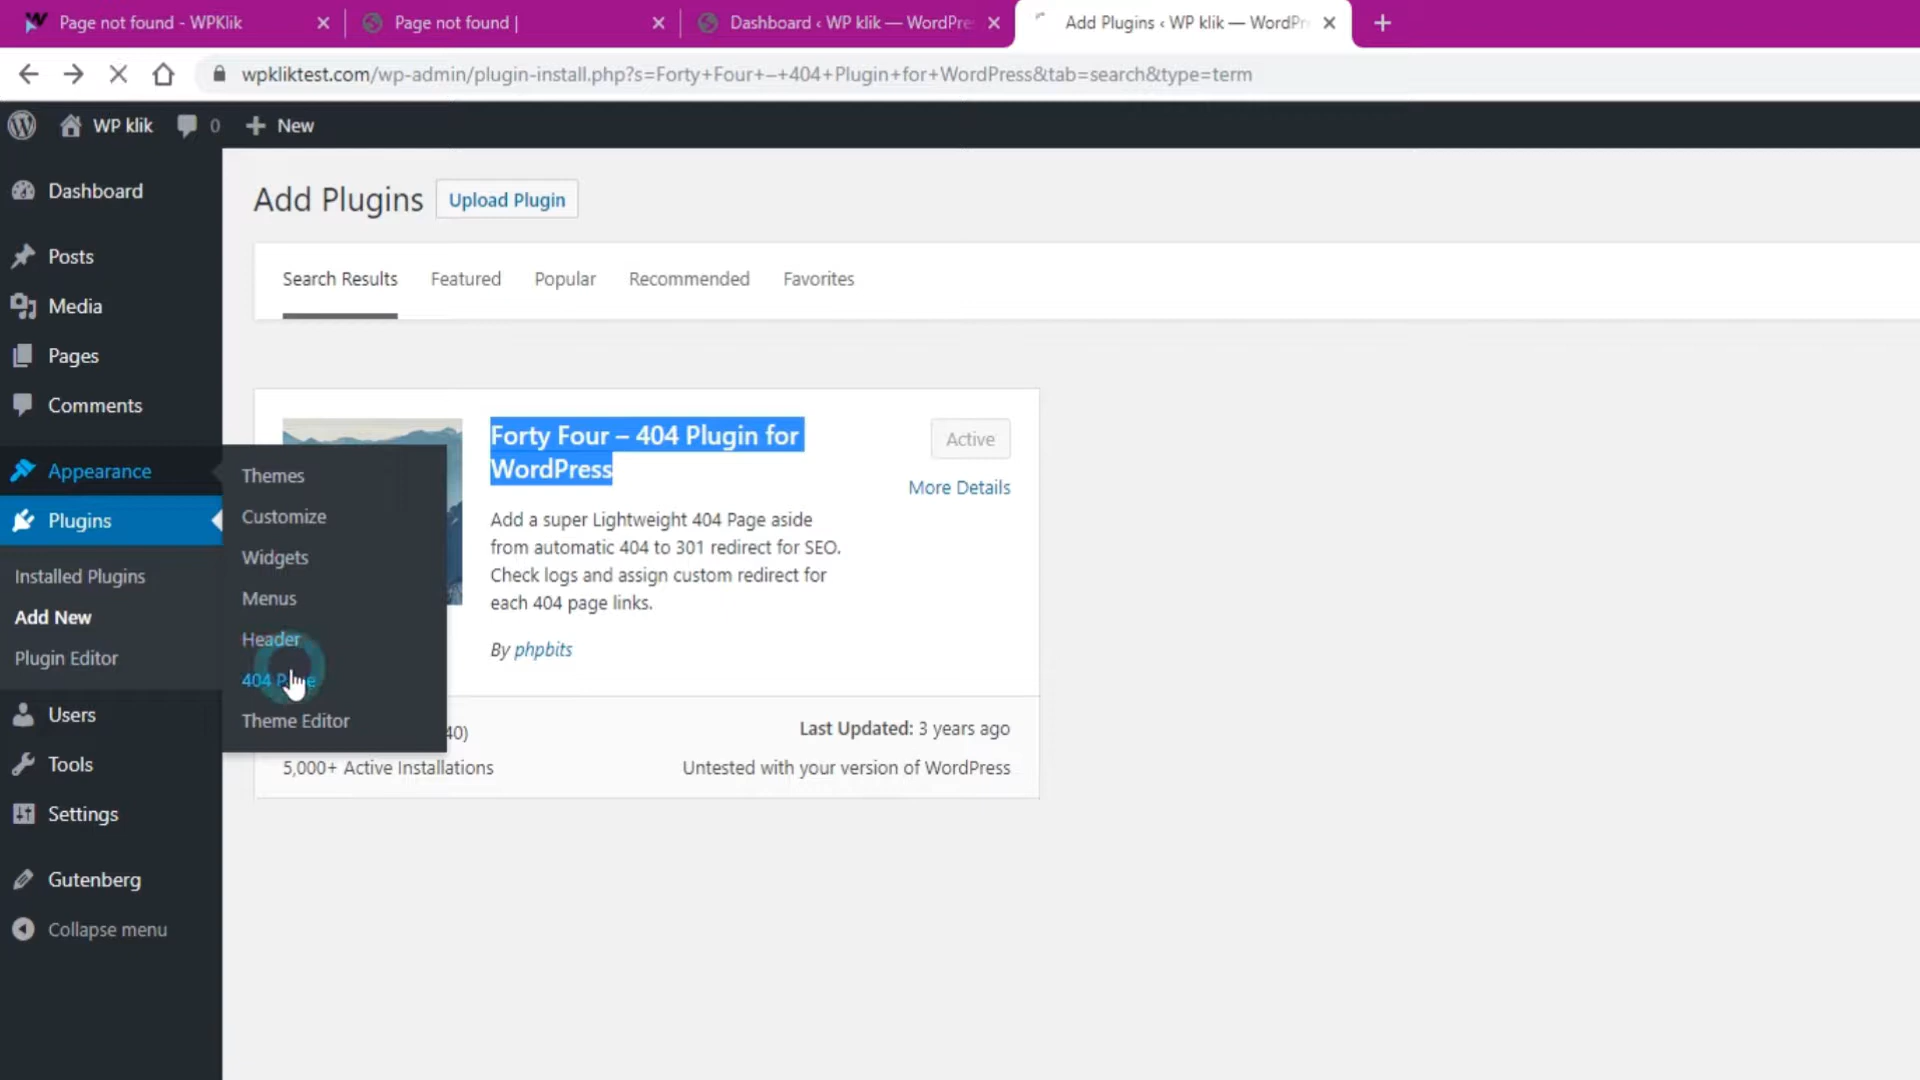 Page not found - WPKlik
Page not found |
Dashboard ‹ WP klik — WordPre
Add Plugins ‹ WP klik — WordPr
wpkliktest.com/wp-admin/plugin-install.php?s=Forty+Four+–+404+Plugin+for+WordPress&tab=search&type=term
WP klik
0
New
Dashboard
Posts
Media
Pages
Comments
Appearance
Plugins
Installed Plugins
Add New
Plugin Editor
Users
Tools
Settings
Gutenberg
Collapse menu
Themes
Customize
Widgets
Menus
Header
404 Page
Theme Editor
Add Plugins
Upload Plugin
Search Results
Featured
Popular
Recommended
Favorites
Forty Four – 404 Plugin for
WordPress
Active
More Details
Add a super Lightweight 404 Page aside
from automatic 404 to 301 redirect for SEO.
Check logs and assign custom redirect for
each 404 page links.
By phpbits
40)
Last Updated: 3 years ago
5,000+ Active Installations
Untested with your version of WordPress